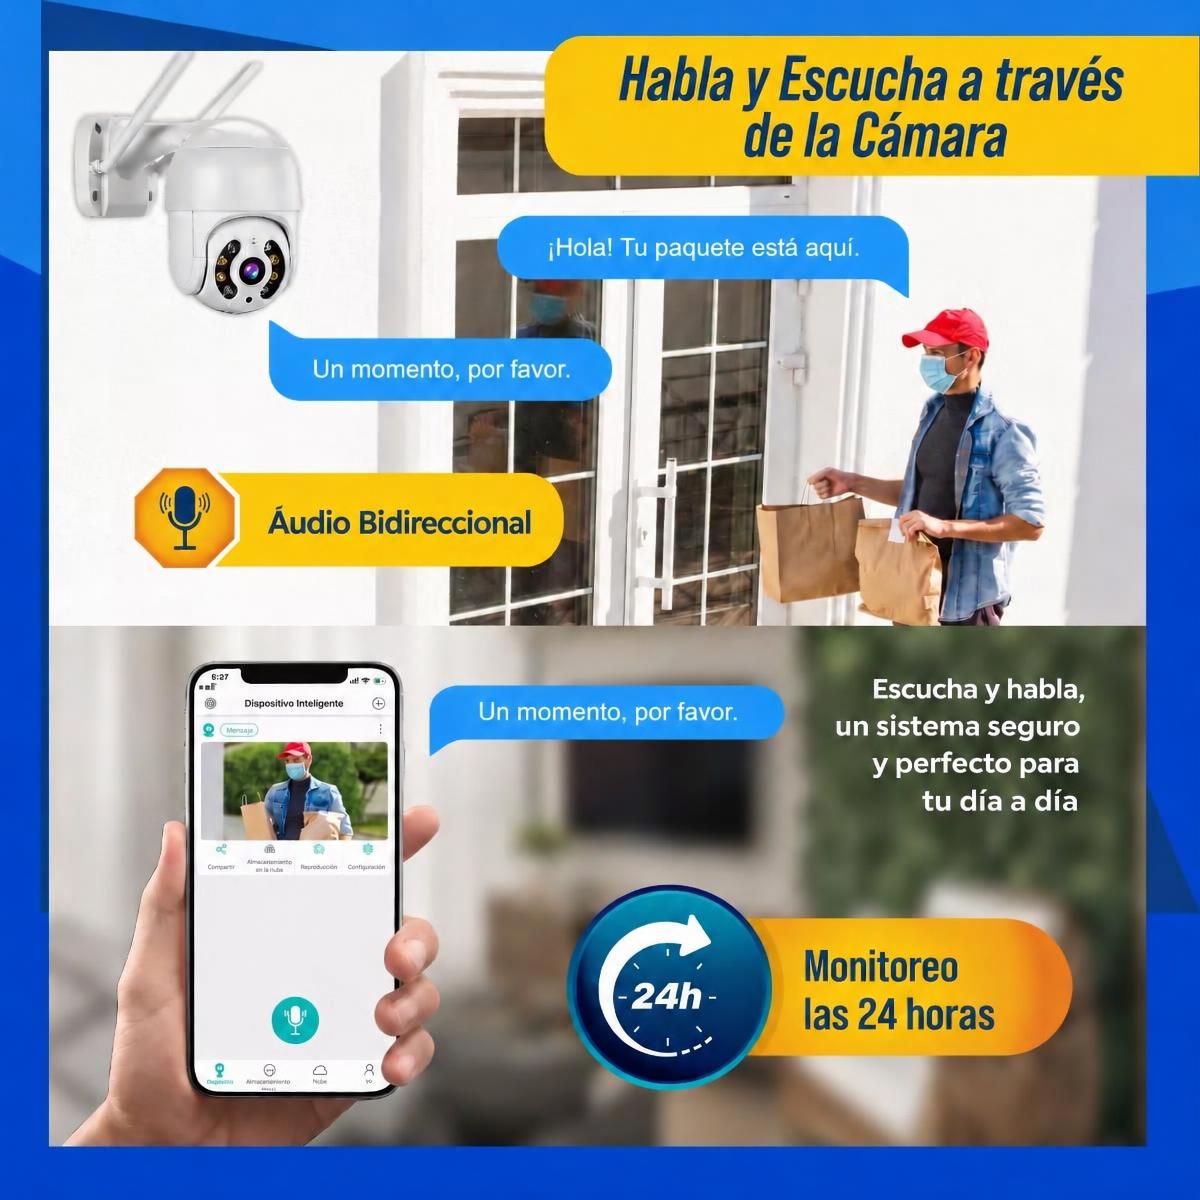 Habla y Escucha a través
de la Cámara
¡Hola! Tu paquete está aquí.
Un momento, por favor.
Áudio Bidireccional
6:27
Dispositivo Inteligente
Mensaje
Compartir
Almacenamiento
en la nube
Reproducción
Configuración
Dispositivo
Almacenamiento
Nube
yo
Un momento, por favor.
Escucha y habla,
un sistema seguro
y perfecto para
tu día a día
24h
Monitoreo
las 24 horas